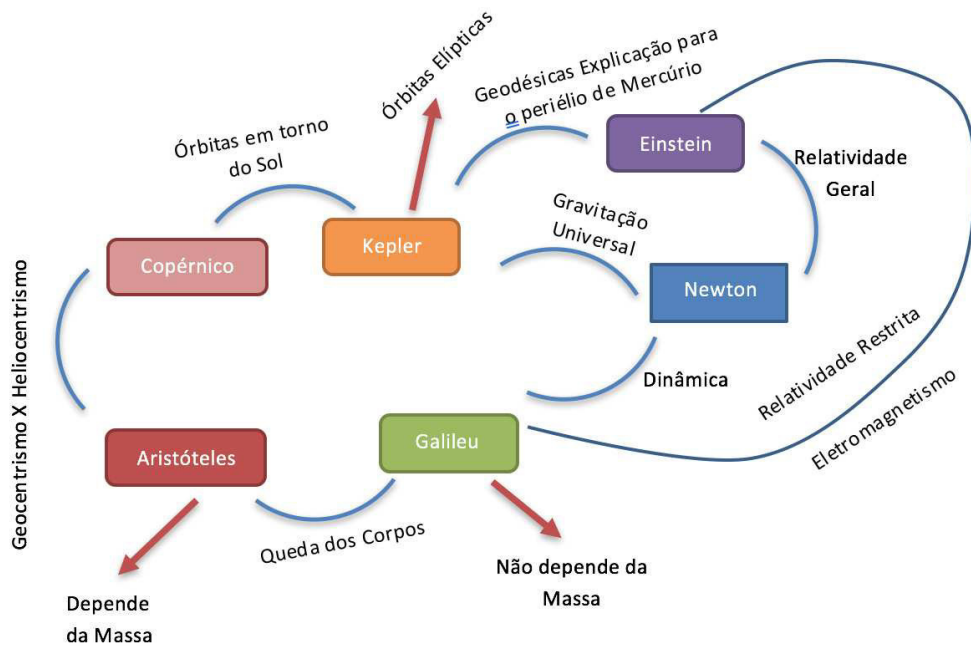 Órbitas Elípticas
Geodésicas Explicação para
o periélio de Mercúrio
Einstein
Órbitas em torno
do Sol
Relatividade
Geral
Kepler
Gravitação
Universal
Copérnico
Newton
Geocentrismo X Heliocentrismo
Dinâmica
Relatividade Restrita
Eletromagnetismo
Aristóteles
Galileu
Queda dos Corpos
Não depende da
Massa
Depende
da Massa